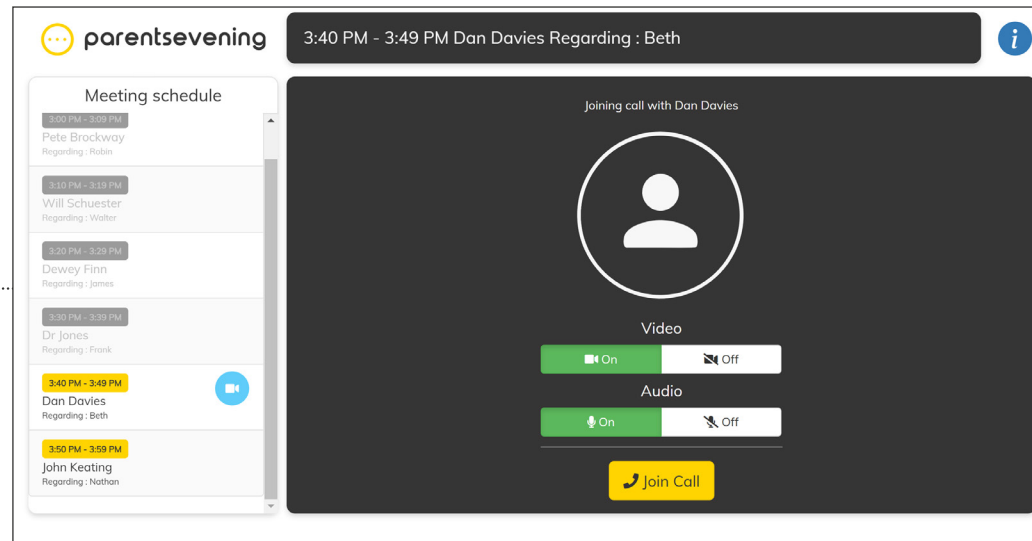 parentsevening
3:40 PM - 3:49 PM Dan Davies Regarding : Beth
i
Meeting schedule
3:00 PM - 3:09 PM
Pete Brockway
Regarding : Robin
3:10 PM - 3:19 PM
Will Schuester
Regarding : Walter
3:20 PM - 3:29 PM
Dewey Finn
Regarding : James
3:30 PM - 3:39 PM
Dr Jones
Regarding : Frank
3:40 PM - 3:49 PM
Dan Davies
Regarding : Beth
3:50 PM - 3:59 PM
John Keating
Regarding : Nathan
Joining call with Dan Davies
Video
On Off
Audio
On Off
Join Call